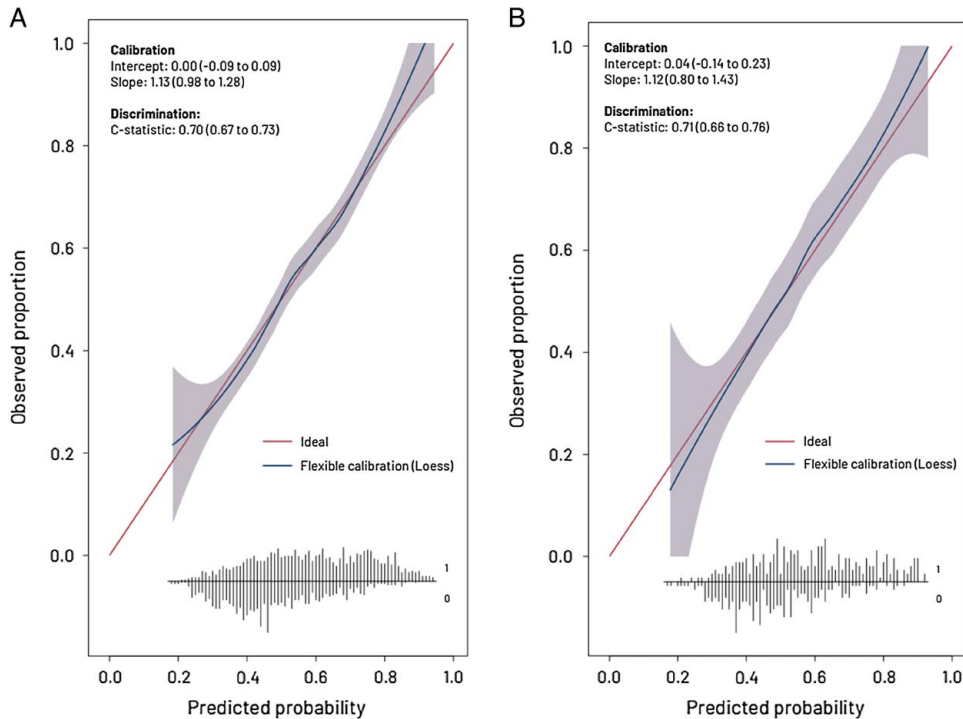 A
Calibration
Intercept: 0.00 (-0.09 to 0.09)
Slope: 1.13 (0.98 to 1.28)
Discrimination:
C-statistic: 0.70 (0.67 to 0.73)
1.0
0.8
0.6
0.4
0.2
0.0
Observed proportion
Ideal
Flexible calibration (Loess)
1
0
0.0 0.2 0.4 0.6 0.8 1.0
Predicted probability
B
Calibration
Intercept: 0.04 (-0.14 to 0.23)
Slope: 1.12 (0.80 to 1.43)
Discrimination:
C-statistic: 0.71 (0.66 to 0.76)
1.0
0.8
0.6
0.4
0.2
0.0
Observed proportion
Ideal
Flexible calibration (Loess)
1
0
0.0 0.2 0.4 0.6 0.8 1.0
Predicted probability